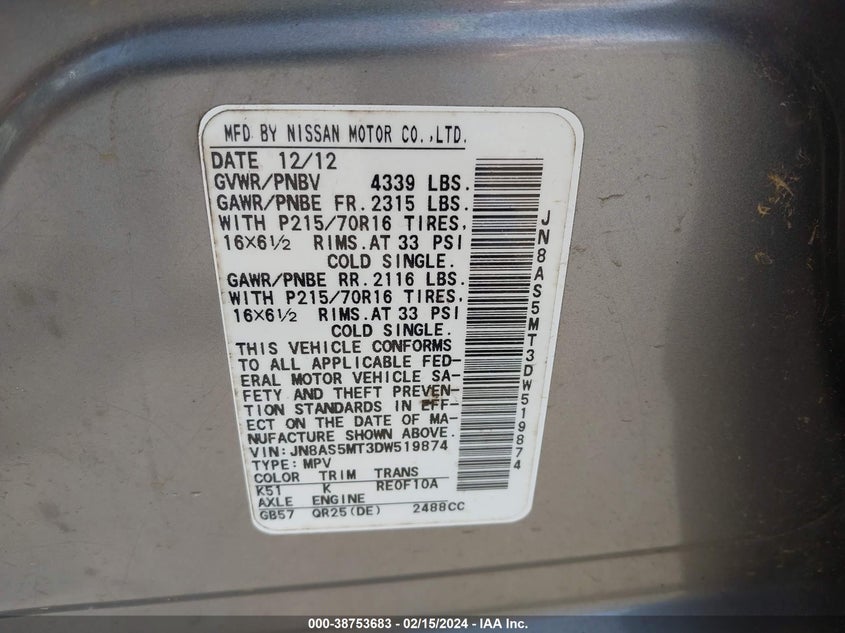 MFD BY NISSAN MOTOR CO.,LTD.
DATE 12/12
GVWR/PNBV 4339 LBS.
GAWR/PNBE FR. 2315 LBS.
WITH P215/70R16 TIRES,
16×6½ RIMS.AT 33 PSI
COLD SINGLE.
GAWR/PNBE RR. 2116 LBS.
WITH P215/70R16 TIRES,
16×6½ RIMS.AT 33 PSI
COLD SINGLE.
THIS VEHICLE CONFORMS
TO ALL APPLICABLE FED-
ERAL MOTOR VEHICLE SA-
FETY AND THEFT PREVEN-
TION STANDARDS IN EFF-
ECT ON THE DATE OF MA-
NUFACTURE SHOWN ABOVE.
VIN:JN8AS5MT3DW519874
TYPE:MPV
COLOR TRIM TRANS
K51 K RE0F10A
AXLE ENGINE
GB57 QR25(DE) 2488CC
JN8AS5MT3DW519874
000-38753683 - 02/15/2024 - IAA Inc.